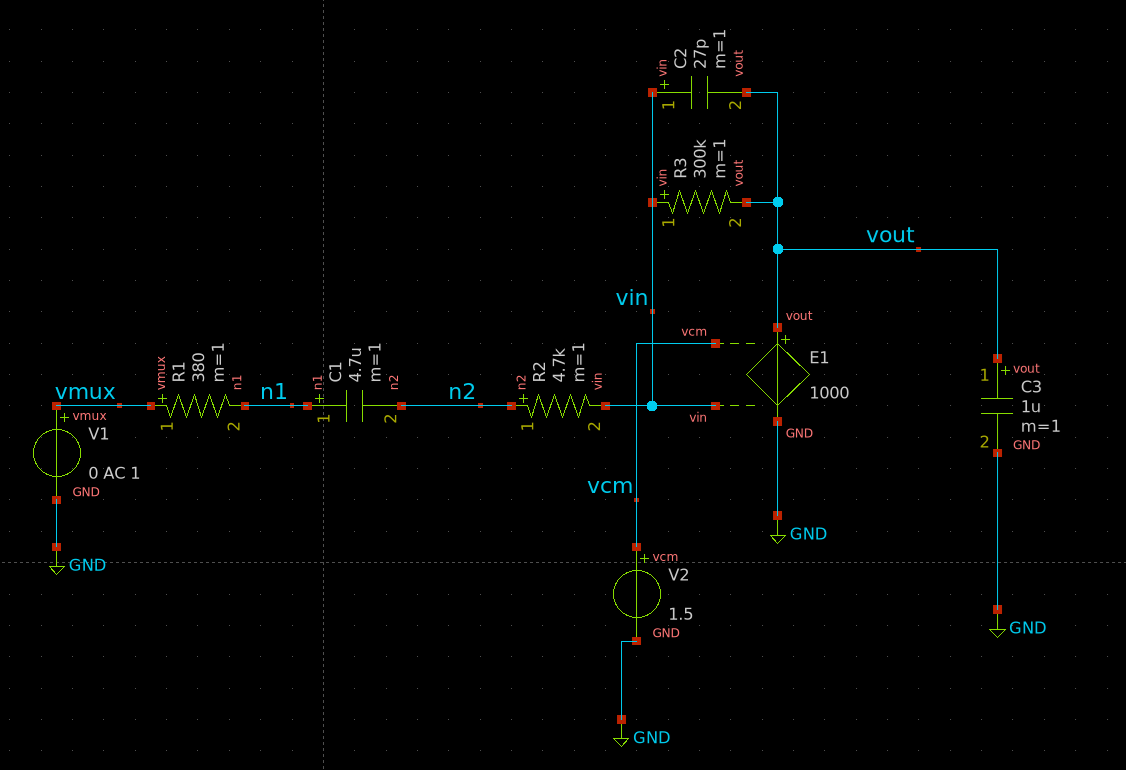 C2
27p
m=1
vin
+
1
2
vout
R3
300k
m=1
vin
+
1
2
vout
vout
vin
vcm
vout
+
E1
1000
vin
GND
GND
vmux
vmux
+
V1
0 AC 1
GND
GND
vmux
+
R1
380
m=1
1
2
n1
n1
n1
+
C1
4.7u
m=1
1
2
n2
n2
n2
+
R2
4.7k
m=1
1
2
vin
vcm
vcm
+
V2
1.5
GND
GND
vout
+
1
C3
1u
m=1
2
GND
GND